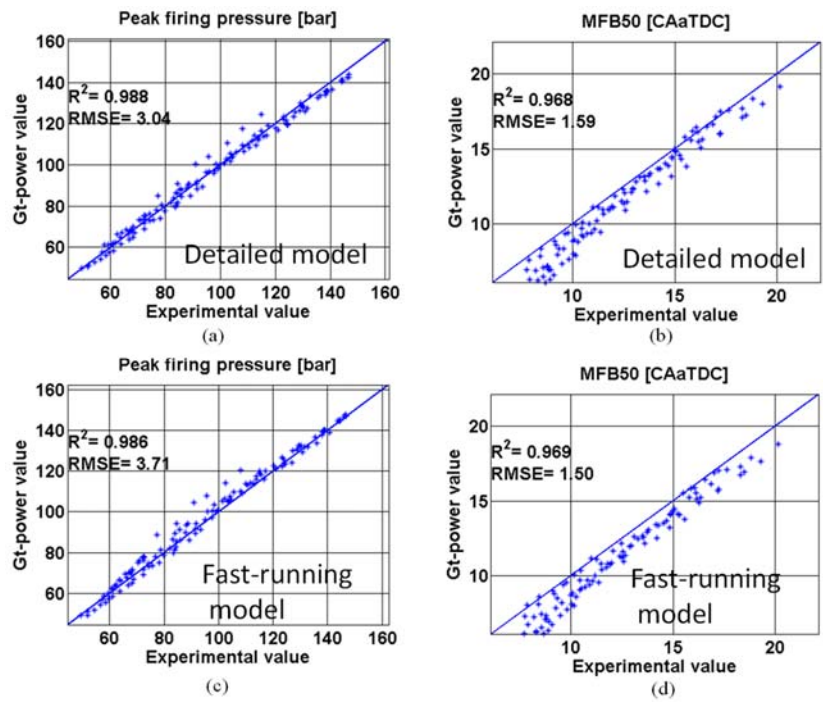 Peak firing pressure [bar]
160
140
120
100
80
60
R²= 0.988
RMSE= 3.04
Gt-power value
Detailed model
60 80 100 120 140 160
Experimental value
(a)
MFB50 [CAaTDC]
20
15
10
R²= 0.968
RMSE= 1.59
Gt-power value
Detailed model
10 15 20
Experimental value
(b)
Peak firing pressure [bar]
160
140
120
100
80
60
R²= 0.986
RMSE= 3.71
Gt-power value
Fast-running
model
60 80 100 120 140 160
Experimental value
(c)
MFB50 [CAaTDC]
20
15
10
R²= 0.969
RMSE= 1.50
Gt-power value
Fast-running
model
10 15 20
Experimental value
(d)